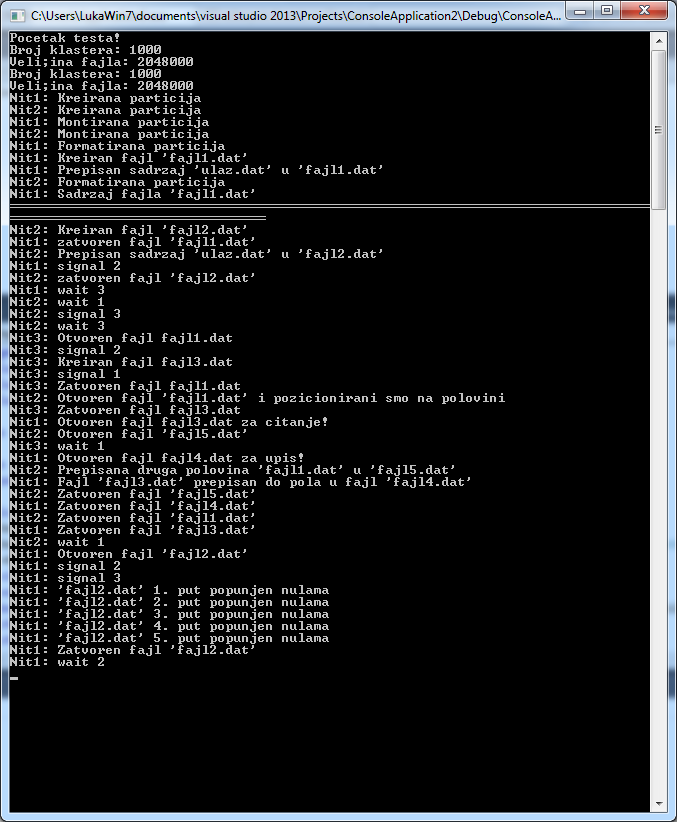 C:\Users\LukaWin7\documents\visual studio 2013\Projects\ConsoleApplication2\Debug\ConsoleA...
Pocetak testa!
Broj klastera: 1000
Veli;ina fajla: 2048000
Broj klastera: 1000
Veli;ina fajla: 2048000
Nit1: Kreirana particija
Nit2: Kreirana particija
Nit1: Montirana particija
Nit2: Montirana particija
Nit1: Formatirana particija
Nit1: Kreiran fajl 'fajl1.dat'
Nit1: Prepisan sadrzaj 'ulaz.dat' u 'fajl1.dat'
Nit2: Formatirana particija
Nit1: Sadrzaj fajla 'fajl1.dat'
Nit2: Kreiran fajl 'fajl2.dat'
Nit1: zatvoren fajl 'fajl1.dat'
Nit2: Prepisan sadrzaj 'ulaz.dat' u 'fajl2.dat'
Nit1: signal 2
Nit2: zatvoren fajl 'fajl2.dat'
Nit1: wait 3
Nit2: wait 1
Nit2: signal 3
Nit2: wait 3
Nit3: Otvoren fajl fajl1.dat
Nit3: signal 2
Nit3: Kreiran fajl fajl3.dat
Nit3: signal 1
Nit3: Zatvoren fajl fajl1.dat
Nit2: Otvoren fajl 'fajl1.dat' i pozicionirani smo na polovini
Nit3: Zatvoren fajl fajl3.dat
Nit1: Otvoren fajl fajl3.dat za citanje!
Nit2: Otvoren fajl 'fajl5.dat'
Nit3: wait 1
Nit1: Otvoren fajl fajl4.dat za upis!
Nit2: Prepisana druga polovina 'fajl1.dat' u 'fajl5.dat'
Nit1: Fajl 'fajl3.dat' prepisan do pola u fajl 'fajl4.dat'
Nit2: Zatvoren fajl 'fajl5.dat'
Nit1: Zatvoren fajl 'fajl4.dat'
Nit2: Zatvoren fajl 'fajl1.dat'
Nit1: Zatvoren fajl 'fajl3.dat'
Nit2: wait 1
Nit1: Otvoren fajl 'fajl2.dat'
Nit1: signal 2
Nit1: signal 3
Nit1: 'fajl2.dat' 1. put popunjen nulama
Nit1: 'fajl2.dat' 2. put popunjen nulama
Nit1: 'fajl2.dat' 3. put popunjen nulama
Nit1: 'fajl2.dat' 4. put popunjen nulama
Nit1: 'fajl2.dat' 5. put popunjen nulama
Nit1: Zatvoren fajl 'fajl2.dat'
Nit1: wait 2